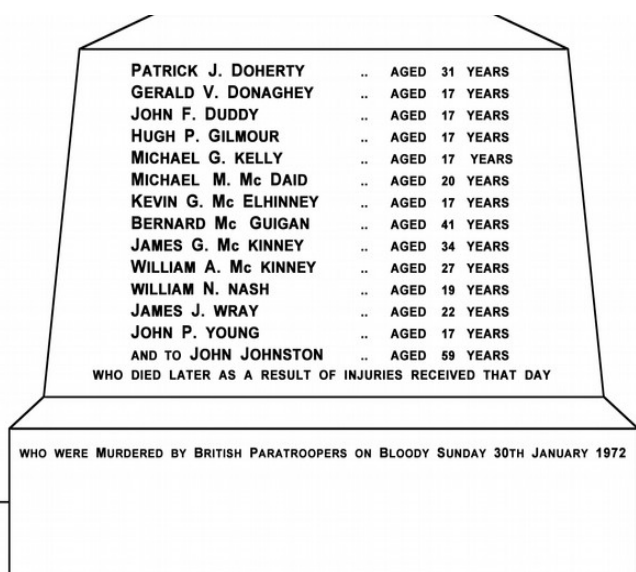 PATRICK J. DOHERTY .. AGED 31 YEARS
GERALD V. DONAGHEY .. AGED 17 YEARS
JOHN F. DUDDY .. AGED 17 YEARS
HUGH P. GILMOUR .. AGED 17 YEARS
MICHAEL G. KELLY .. AGED 17 YEARS
MICHAEL M. Mc DAID .. AGED 20 YEARS
KEVIN G. Mc ELHINNEY .. AGED 17 YEARS
BERNARD Mc GUIGAN .. AGED 41 YEARS
JAMES G. Mc KINNEY .. AGED 34 YEARS
WILLIAM A. Mc KINNEY .. AGED 27 YEARS
WILLIAM N. NASH .. AGED 19 YEARS
JAMES J. WRAY .. AGED 22 YEARS
JOHN P. YOUNG .. AGED 17 YEARS
AND TO JOHN JOHNSTON .. AGED 59 YEARS
WHO DIED LATER AS A RESULT OF INJURIES RECEIVED THAT DAY
WHO WERE MURDERED BY BRITISH PARATROOPERS ON BLOODY SUNDAY 30TH JANUARY 1972